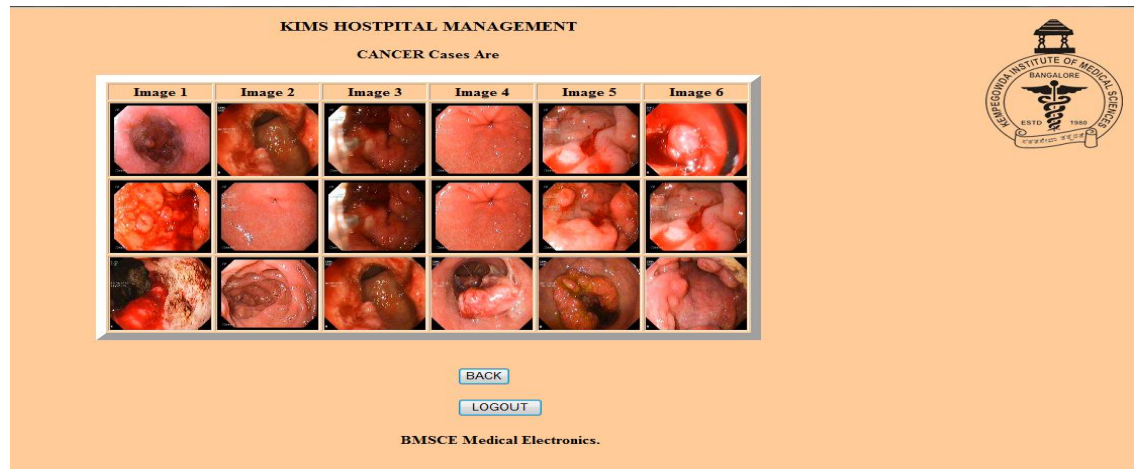 KIMS HOSTPITAL MANAGEMENT
CANCER Cases Are
Image 1 Image 2 Image 3 Image 4 Image 5 Image 6
KEMPEGOWDA INSTITUTE OF MEDICAL SCIENCES
BANGALORE
ESTD 1980
BACK
LOGOUT
BMSCE Medical Electronics.